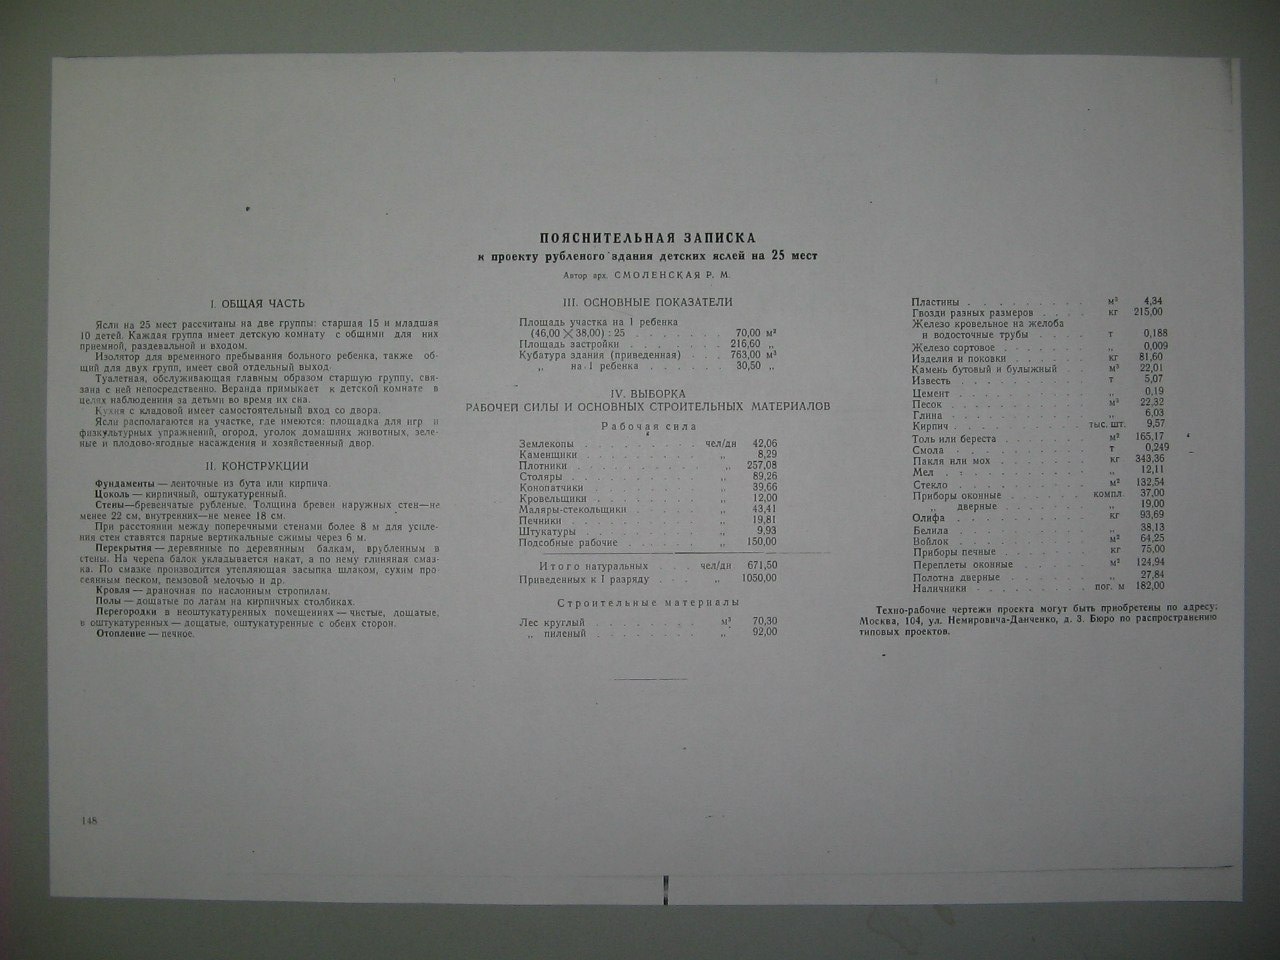 ПОЯСНИТЕЛЬНАЯ ЗАПИСКА
к проекту рубленого здания детских яслей на 25 мест
Автор арх. СМОЛЕНСКАЯ Р. М.
I. ОБЩАЯ ЧАСТЬ
Ясли на 25 мест рассчитаны на две группы: старшая 15 и младшая
10 детей. Каждая группа имеет детскую комнату с общими для них
приемной, раздевальной и входом.
Изолятор для временного пребывания больного ребенка, также об-
щий для двух групп, имеет свой отдельный выход.
Туалетная, обслуживающая главным образом старшую группу, свя-
зана с ней непосредственно. Веранда примыкает к детской комнате в
целях наблюдения за детьми во время их сна.
Кухня с кладовой имеет самостоятельный вход со двора.
Ясли располагаются на участке, где имеются: площадка для игр и
физкультурных упражнений, огород, уголок домашних животных, зеле-
ные и плодово-ягодные насаждения и хозяйственный двор.
II. КОНСТРУКЦИИ
Фундаменты — ленточные из бута или кирпича.
Цоколь — кирпичный, оштукатуренный.
Стены—бревенчатые рубленые. Толщина бревен наружных стен—не
менее 22 см, внутренних—не менее 18 см.
При расстоянии между поперечными стенами более 8 м для усиле-
ния стен ставятся парные вертикальные сжимы через 6 м.
Перекрытия — деревянные по деревянным балкам, врубленным в
стены. На черепа балок укладывается накат, а по нему глиняная смаз-
ка. По смазке производится утепляющая засыпка шлаком, сухим про
сеянным песком, пемзовой мелочью и др.
Кровля — драночная по наслонным стропилам.
Полы — дощатые по лагам на кирпичных столбиках.
Перегородки в неоштукатуренных помещениях — чистые, дощатые,
в оштукатуренных — дощатые, оштукатуренные с обеих сторон.
Отопление — печное.
148
III. ОСНОВНЫЕ ПОКАЗАТЕЛИ
Площадь участка на 1 ребенка
(46,00 × 38,00) : 25 . . . . . . . 70,00 м²
Площадь застройки . . . . . . . 216,60 „
Кубатура здания (приведенная) . . . 763,00 м³
„ на 1 ребенка . . . . . . 30,50 „
IV. ВЫБОРКА
РАБОЧЕЙ СИЛЫ И ОСНОВНЫХ СТРОИТЕЛЬНЫХ МАТЕРИАЛОВ
Рабочая сила
Землекопы . . . . . . . . . чел/дн 42,06
Каменщики . . . . . . . . . „ 8,29
Плотники . . . . . . . . . „ 257,08
Столяры . . . . . . . . . „ 89,26
Конопатчики . . . . . . . . „ 39,66
Кровельщики . . . . . . . . „ 12,00
Маляры-стекольщики . . . . . „ 43,41
Печники . . . . . . . . . „ 19,81
Штукатуры . . . . . . . . „ 9,93
Подсобные рабочие . . . . . . „ 150,00
Итого натуральных . . чел/дн 671,50
Приведенных к I разряду . . . „ 1050,00
Строительные материалы
Лес круглый . . . . . . . . м³ 70,30
„ пиленый . . . . . . . . „ 92,00
Пластины . . . . . . . . . м³ 4,34
Гвозди разных размеров . . . . кг 215,00
Железо кровельное на желоба
и водосточные трубы . . . . . т 0,188
Железо сортовое . . . . . . . „ 0,009
Изделия и поковки . . . . . . кг 81,60
Камень бутовый и булыжный . . м³ 22,01
Известь . . . . . . . . . т 5,07
Цемент . . . . . . . . . „ 0,19
Песок . . . . . . . . . м³ 22,32
Глина . . . . . . . . . „ 6,03
Кирпич . . . . . . . . . тыс. шт. 9,57
Толь или береста . . . . . . м² 165,17
Смола . . . . . . . . . т 0,249
Пакля или мох . . . . . . . кг 343,36
Мел . . . . . . . . . „ 12,11
Стекло . . . . . . . . . м² 132,54
Приборы оконные . . . . . . компл. 37,00
„ дверные . . . . . . „ 19,00
Олифа . . . . . . . . . кг 93,69
Белила . . . . . . . . . „ 38,13
Войлок . . . . . . . . . м² 64,25
Приборы печные . . . . . . . кг 75,00
Переплеты оконные . . . . . . м² 124,94
Полотна дверные . . . . . . . „ 27,84
Наличники . . . . . . . . пог. м 182,00
Техно-рабочие чертежи проекта могут быть приобретены по адресу:
Москва, 104, ул. Немировича-Данченко, д. 3. Бюро по распространению
типовых проектов.